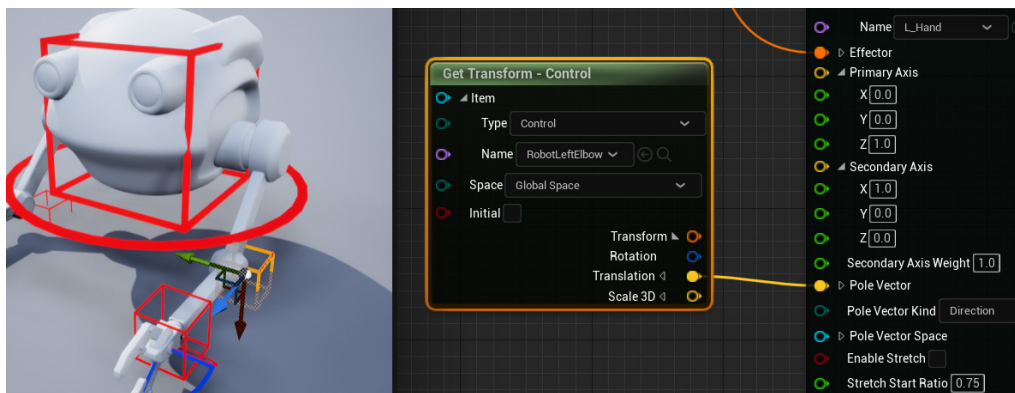 Get Transform - Control
Item
Type Control
Name RobotLeftElbow
Space Global Space
Initial
Transform
Rotation
Translation
Scale 3D
Name L_Hand
Effector
Primary Axis
X 0.0
Y 0.0
Z 1.0
Secondary Axis
X 1.0
Y 0.0
Z 0.0
Secondary Axis Weight 1.0
Pole Vector
Pole Vector Kind Direction
Pole Vector Space
Enable Stretch
Stretch Start Ratio 0.75